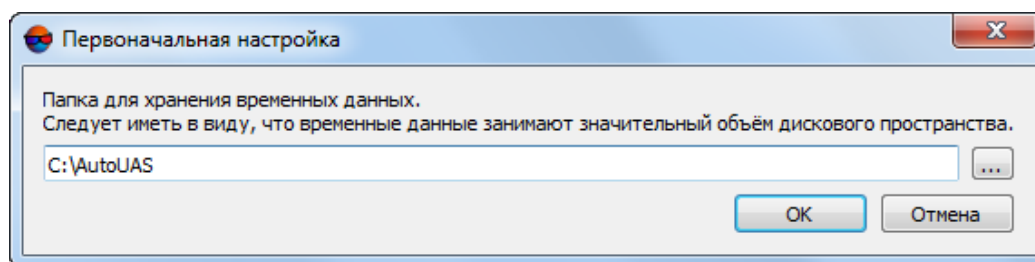 Первоначальная настройка
Папка для хранения временных данных.
Следует иметь в виду, что временные данные занимают значительный объём дискового пространства.
C:\AutoUAS
...
OK
Отмена